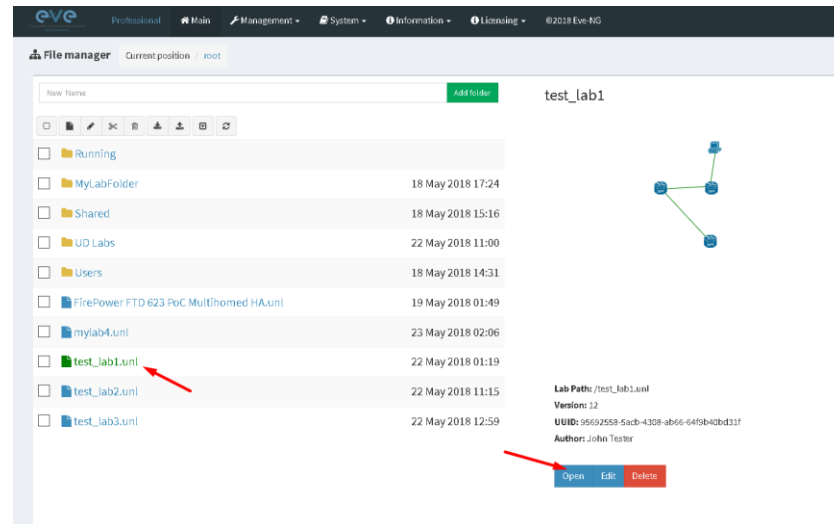 eve
Professional Main Management System Information Licensing ©2018 Eve-NG
File manager Current position / root
New Name Add folder
test_lab1
Running
MyLabFolder 18 May 2018 17:24
Shared 18 May 2018 15:16
UD Labs 22 May 2018 11:00
Users 18 May 2018 14:31
FirePower FTD 623 PoC Multihomed HA.unl 19 May 2018 01:49
mylab4.unl 23 May 2018 02:06
test_lab1.unl 22 May 2018 01:19
test_lab2.unl 22 May 2018 11:15
test_lab3.unl 22 May 2018 12:59
Lab Path: /test_lab1.unl
Version: 12
UUID: 95692558-5acb-4308-ab66-64f9b40bd31f
Author: John Tester
Open Edit Delete